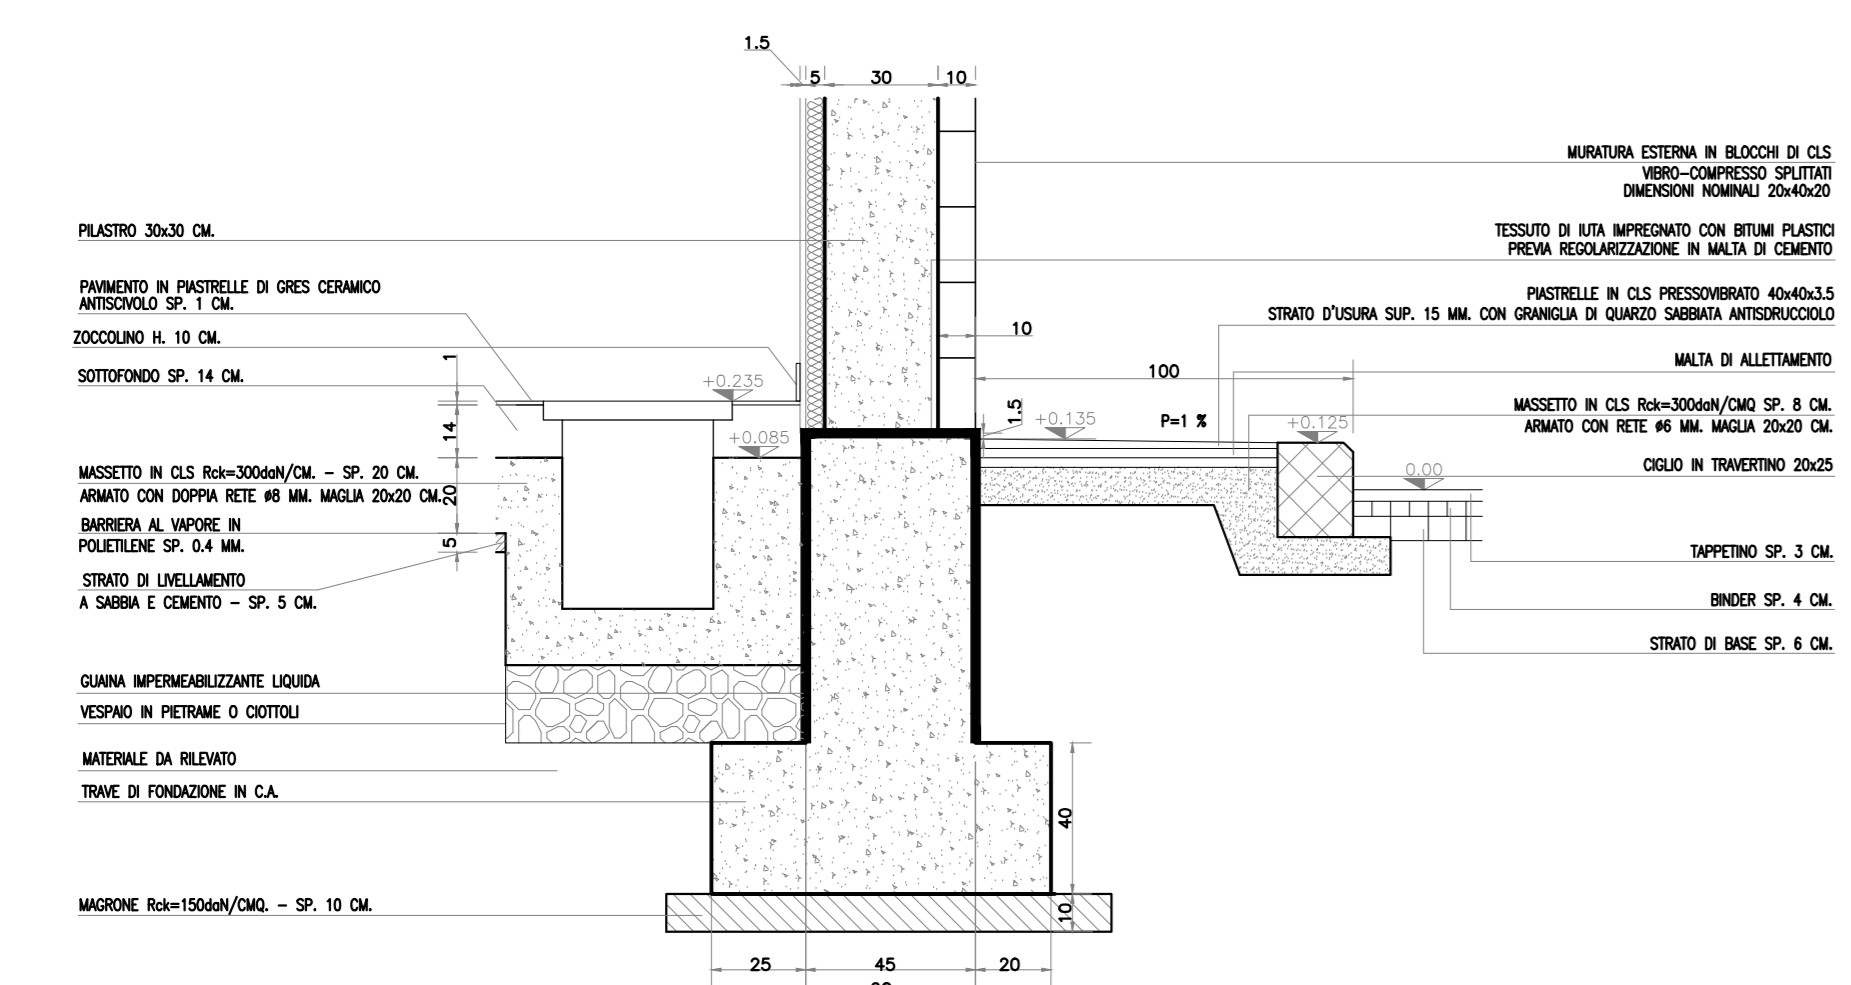 1.5
5 30 10
MURATURA ESTERNA IN BLOCCHI DI CLS
VIBRO-COMPRESSO SPLITTATI
DIMENSIONI NOMINALI 20x40x20
PILASTRO 30x30 CM.
TESSUTO DI IUTA IMPREGNATO CON BITUMI PLASTICI
PREVIA REGOLARIZZAZIONE IN MALTA DI CEMENTO
PAVIMENTO IN PIASTRELLE DI GRES CERAMICO
ANTISCIVOLO SP. 1 CM.
PIASTRELLE IN CLS PRESSOVIBRATO 40x40x3.5
STRATO D'USURA SUP. 15 MM. CON GRANIGLIA DI QUARZO SABBIATA ANTISDRUCCIOLO
ZOCCOLINO H. 10 CM.
10
1
MALTA DI ALLETTAMENTO
SOTTOFONDO SP. 14 CM.
100
+0.235
1.5
+0.135
P=1 %
+0.125
MASSETTO IN CLS Rck=300daN/CMQ SP. 8 CM.
ARMATO CON RETE ø6 MM. MAGLIA 20x20 CM.
14
+0.085
CIGLIO IN TRAVERTINO 20x25
0.00
MASSETTO IN CLS Rck=300daN/CM. - SP. 20 CM.
ARMATO CON DOPPIA RETE ø8 MM. MAGLIA 20x20 CM.
20
BARRIERA AL VAPORE IN
POLIETILENE SP. 0.4 MM.
5
TAPPETINO SP. 3 CM.
STRATO DI LIVELLAMENTO
A SABBIA E CEMENTO - SP. 5 CM.
BINDER SP. 4 CM.
STRATO DI BASE SP. 6 CM.
GUAINA IMPERMEABILIZZANTE LIQUIDA
VESPAIO IN PIETRAME O CIOTTOLI
MATERIALE DA RILEVATO
TRAVE DI FONDAZIONE IN C.A.
40
MAGRONE Rck=150daN/CMQ. - SP. 10 CM.
10
25 45 20